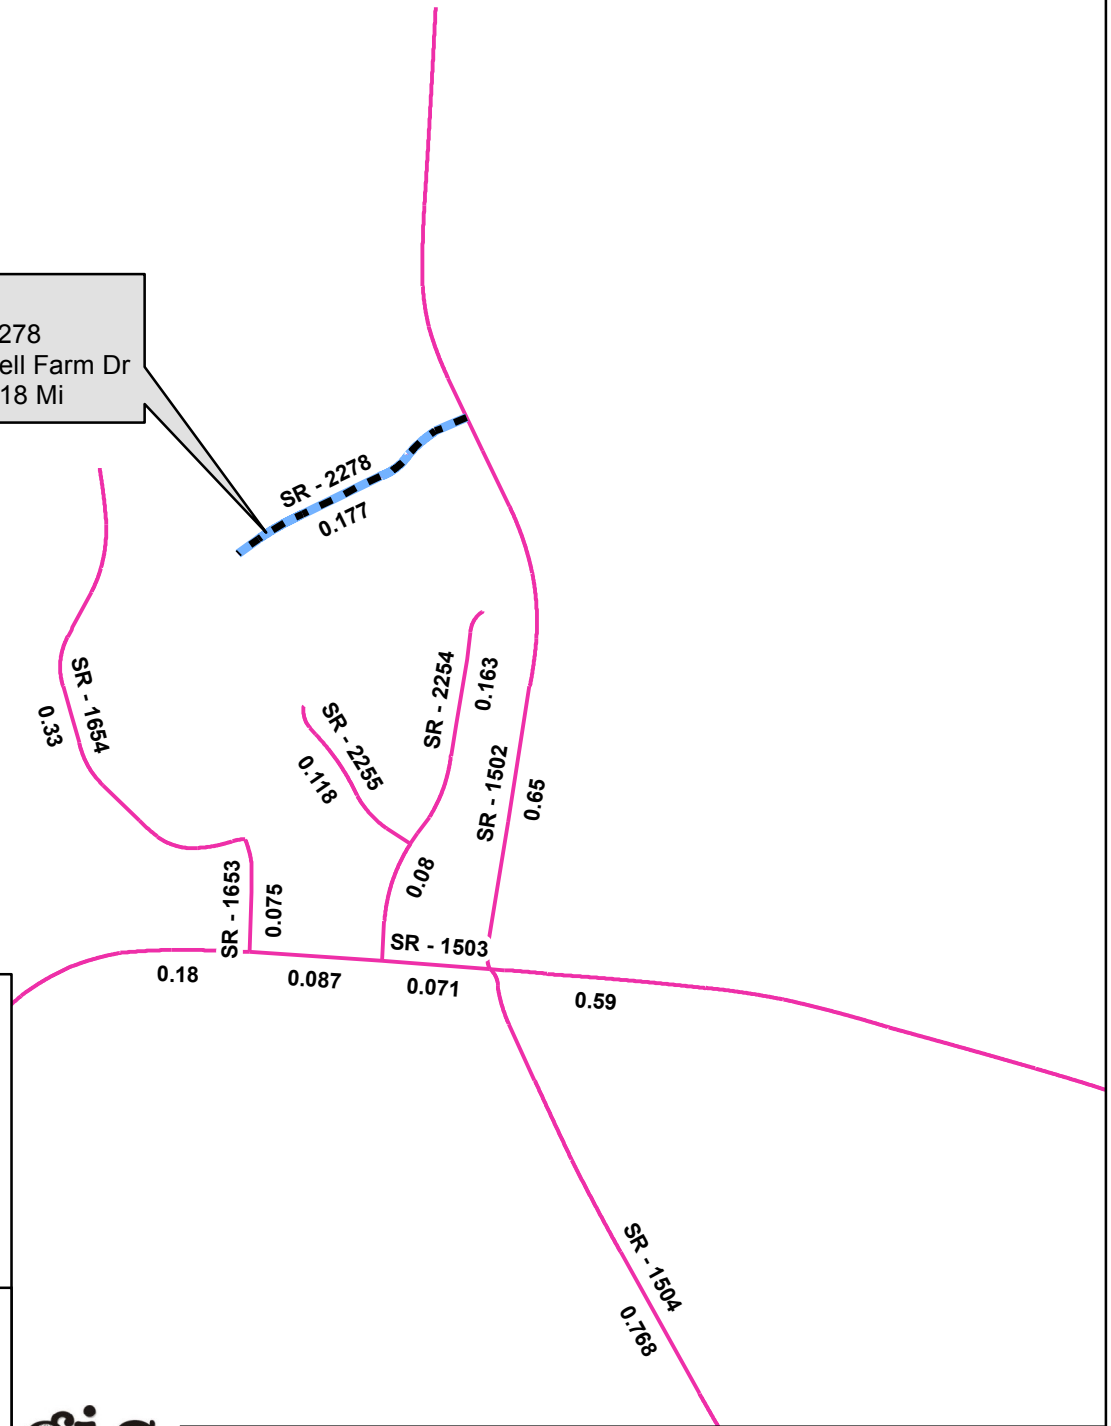 278
ell Farm Dr
18 Mi
SR - 2278
0.177
SR - 1654
0.33
SR - 2255
0.118
SR - 2254
0.163
SR - 1502
0.65
0.08
SR - 1653
0.075
SR - 1503
0.18
0.087
0.071
0.59
SR - 1504
0.768